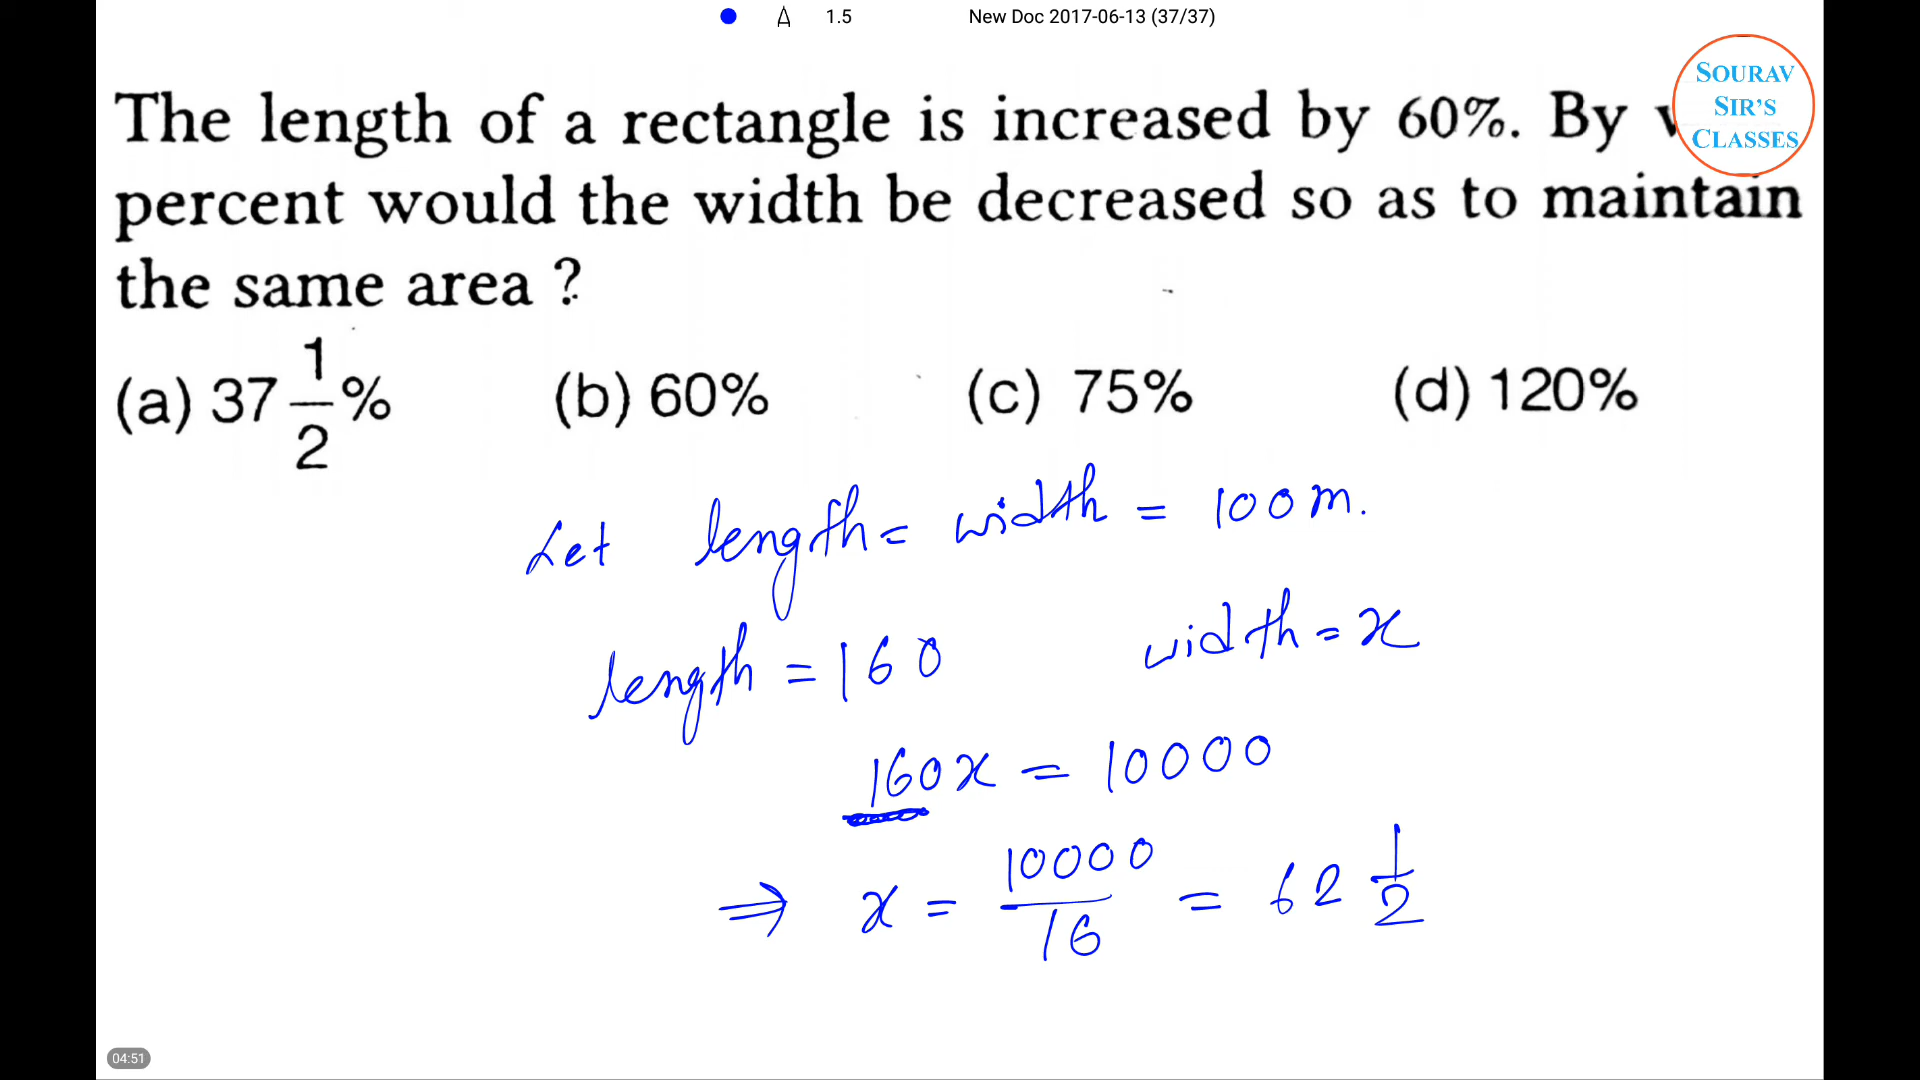 A 1.5 New Doc 2017-06-13 (37/37)
SOURAV
SIR'S
CLASSES
The length of a rectangle is increased by 60%. By
percent would the width be decreased so as to maintain
the same area ?
(a) 37 1/2 % (b) 60% (c) 75% (d) 120%
Let length = width = 100 m.
length = 160 width = x
160x = 10000
⇒ x = 10000/16 = 62 1/2
04:51